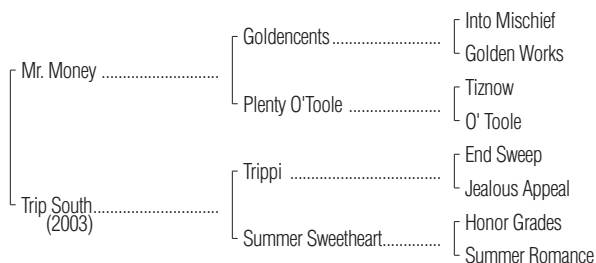 Into Mischief
Goldencents
Golden Works
Mr. Money
Tiznow
Plenty O'Toole
O' Toole
End Sweep
Trippi
Jealous Appeal
Trip South
(2003)
Honor Grades
Summer Sweetheart
Summer Romance